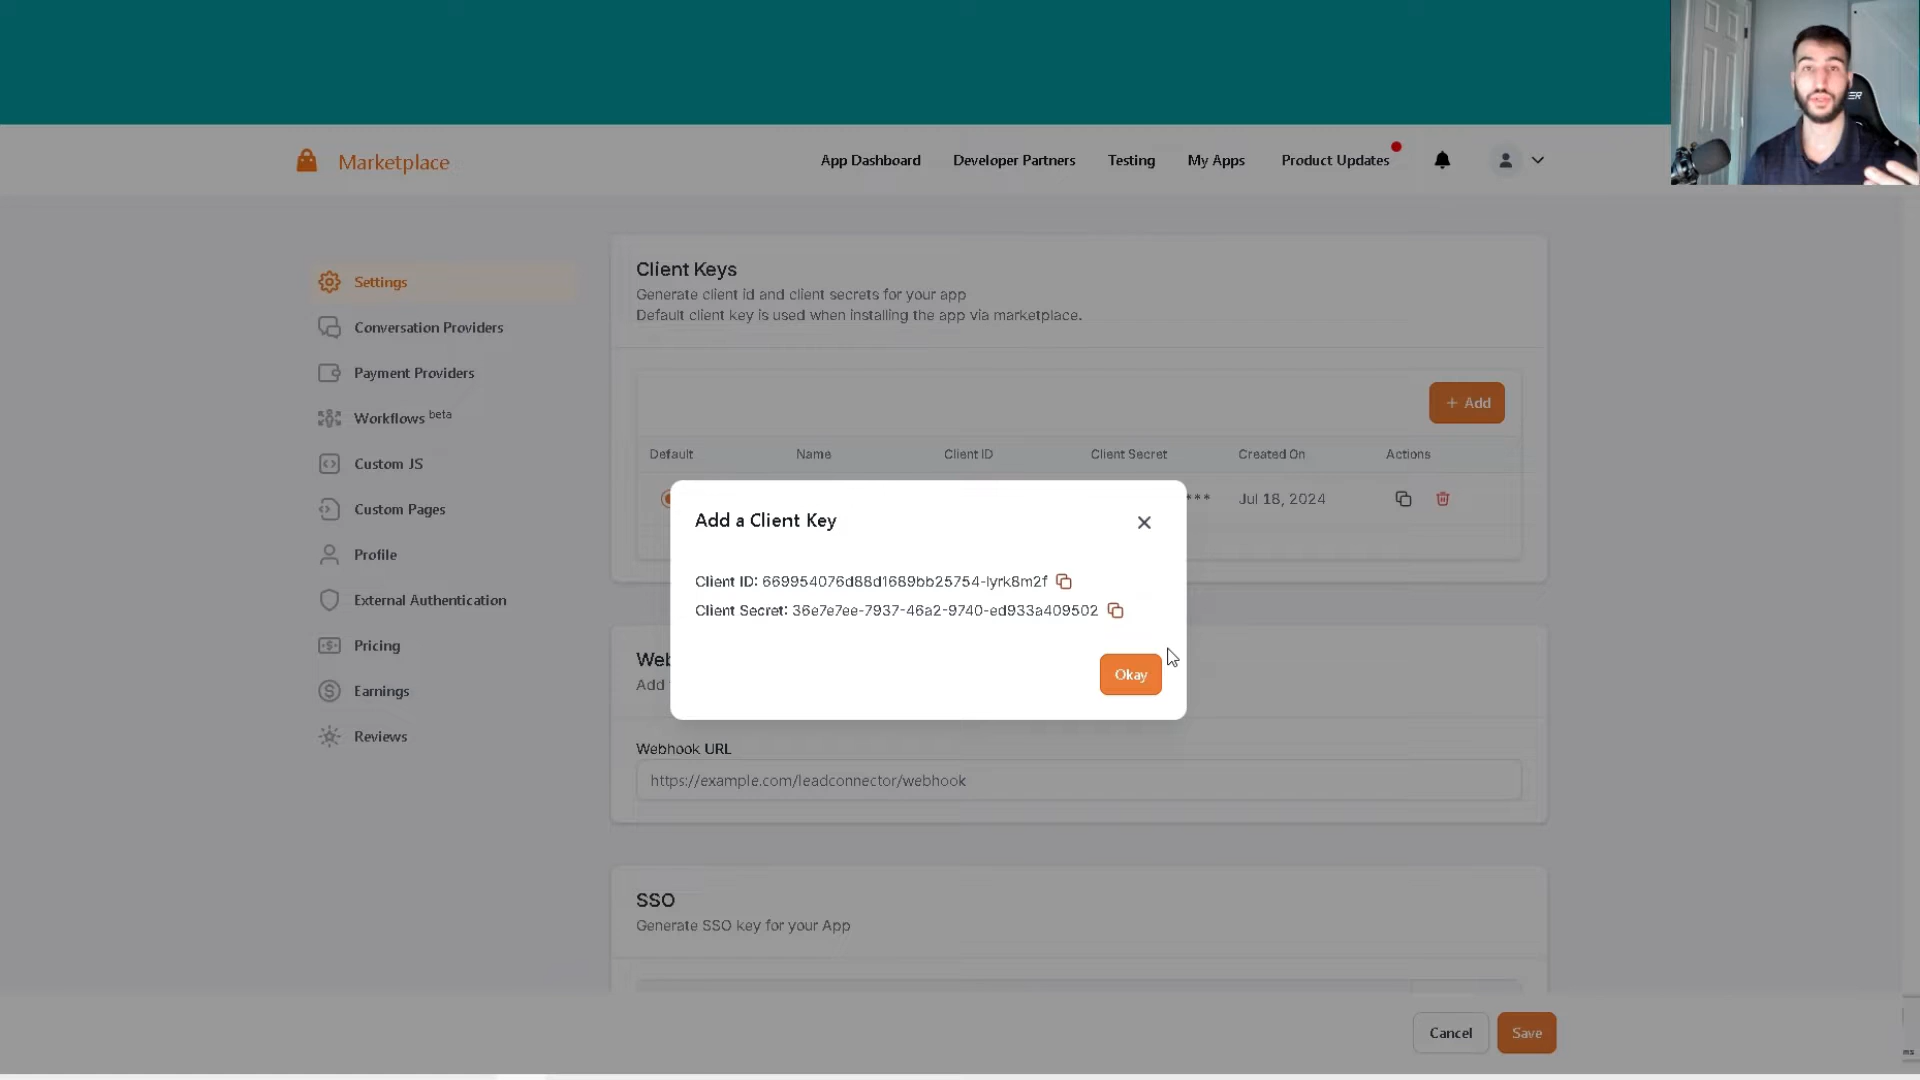 Marketplace
App Dashboard
Developer Partners
Testing
My Apps
Product Updates
Settings
Conversation Providers
Payment Providers
Workflows beta
Custom JS
Custom Pages
Profile
External Authentication
Pricing
Earnings
Reviews
Client Keys
Generate client id and client secrets for your app
Default client key is used when installing the app via marketplace.
+ Add
Default Name Client ID Client Secret Created On Actions
*** Jul 18, 2024
Add a Client Key
Client ID: 669954076d88d1689bb25754-lyrk8m2f
Client Secret: 36e7e7ee-7937-46a2-9740-ed933a409502
Okay
Web
Add
Webhook URL
https://example.com/leadconnector/webhook
SSO
Generate SSO key for your App
Cancel
Save